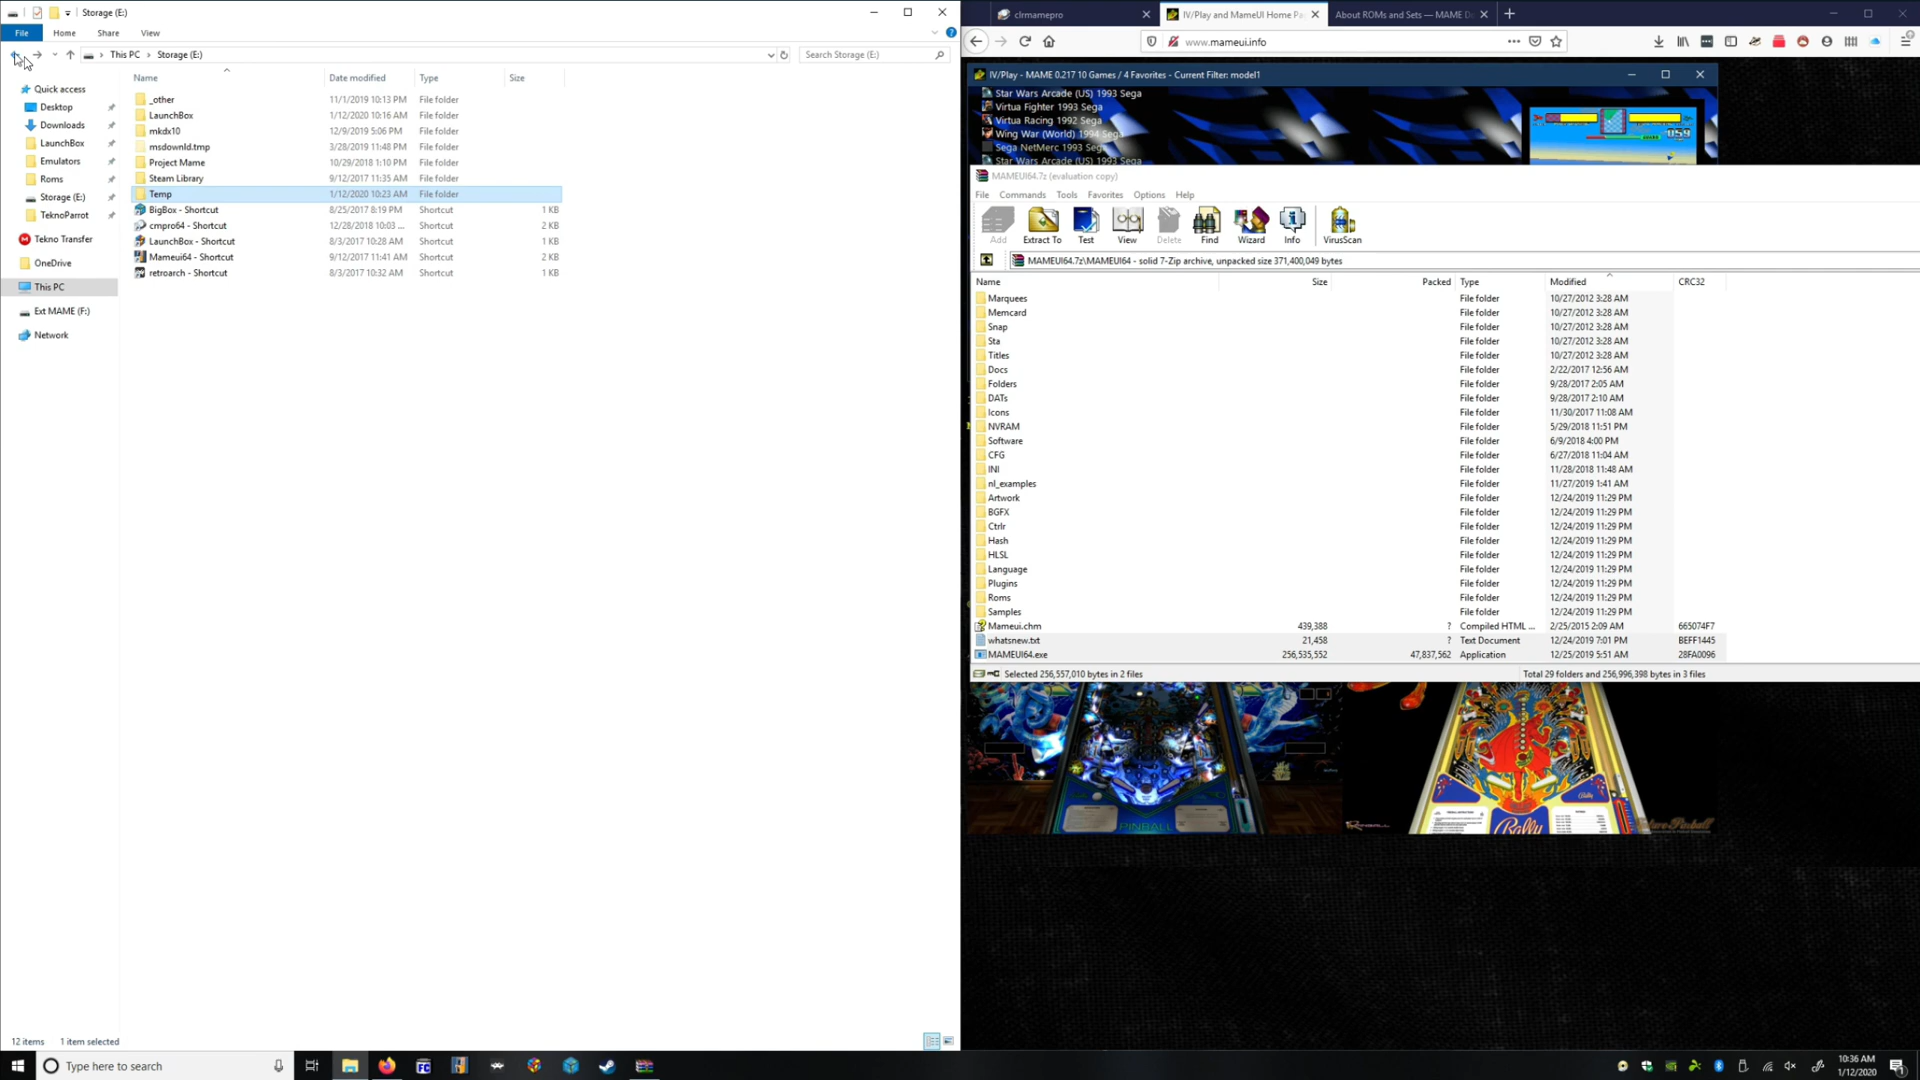 Storage (E:)
File
Home
Share
View
This PC
Storage (E:)
Search Storage (E:)
Quick access
Desktop
Downloads
LaunchBox
Emulators
Roms
Storage (E:)
TeknoParrot
Tekno Transfer
OneDrive
This PC
Ext MAME (F:)
Network
Name Date modified Type Size
_other 11/1/2019 10:13 PM File folder
LaunchBox 1/12/2020 10:16 AM File folder
mkdx10 12/9/2019 5:06 PM File folder
msdownld.tmp 3/28/2019 11:48 PM File folder
Project Mame 10/29/2018 1:10 PM File folder
Steam Library 9/12/2017 11:35 AM File folder
Temp 1/12/2020 10:23 AM File folder
BigBox - Shortcut 8/25/2017 8:19 PM Shortcut 1 KB
cmpro64 - Shortcut 12/28/2018 10:03 ... Shortcut 2 KB
LaunchBox - Shortcut 8/3/2017 10:28 AM Shortcut 1 KB
Mameui64 - Shortcut 9/12/2017 11:41 AM Shortcut 2 KB
retroarch - Shortcut 8/3/2017 10:32 AM Shortcut 1 KB
12 items 1 item selected
clrmamepro
IV/Play and MameUI Home Pa
About ROMs and Sets — MAME D
www.mameui.info
IV/Play - MAME 0.217 10 Games / 4 Favorites - Current Filter: model1
Star Wars Arcade (US) 1993 Sega
Virtua Fighter 1993 Sega
Virtua Racing 1992 Sega
Wing War (World) 1994 Sega
Sega NetMerc 1993 Sega
Star Wars Arcade (US) 1993 Sega
059
MAMEUI64.7z (evaluation copy)
File Commands Tools Favorites Options Help
Add Extract To Test View Delete Find Wizard Info VirusScan
MAMEUI64.7z\MAMEUI64 - solid 7-Zip archive, unpacked size 371,400,049 bytes
Name Size Packed Type Modified CRC32
Marquees File folder 10/27/2012 3:28 AM
Memcard File folder 10/27/2012 3:28 AM
Snap File folder 10/27/2012 3:28 AM
Sta File folder 10/27/2012 3:28 AM
Titles File folder 10/27/2012 3:28 AM
Docs File folder 2/22/2017 12:56 AM
Folders File folder 9/28/2017 2:05 AM
DATs File folder 9/28/2017 2:10 AM
Icons File folder 11/30/2017 11:08 AM
NVRAM File folder 5/29/2018 11:51 PM
Software File folder 6/9/2018 4:00 PM
CFG File folder 6/27/2018 11:04 AM
INI File folder 11/28/2018 11:48 AM
nl_examples File folder 11/27/2019 1:41 AM
Artwork File folder 12/24/2019 11:29 PM
BGFX File folder 12/24/2019 11:29 PM
Ctrlr File folder 12/24/2019 11:29 PM
Hash File folder 12/24/2019 11:29 PM
HLSL File folder 12/24/2019 11:29 PM
Language File folder 12/24/2019 11:29 PM
Plugins File folder 12/24/2019 11:29 PM
Roms File folder 12/24/2019 11:29 PM
Samples File folder 12/24/2019 11:29 PM
Mameui.chm 439,388 ? Compiled HTML ... 2/25/2015 2:09 AM 665074F7
whatsnew.txt 21,458 ? Text Document 12/24/2019 7:01 PM BEFF1445
MAMEUI64.exe 256,535,552 47,837,562 Application 12/25/2019 5:51 AM 28FA0096
Selected 256,557,010 bytes in 2 files
Total 29 folders and 256,996,398 bytes in 3 files
PINBALL
Bally
Type here to search
10:36 AM
1/12/2020